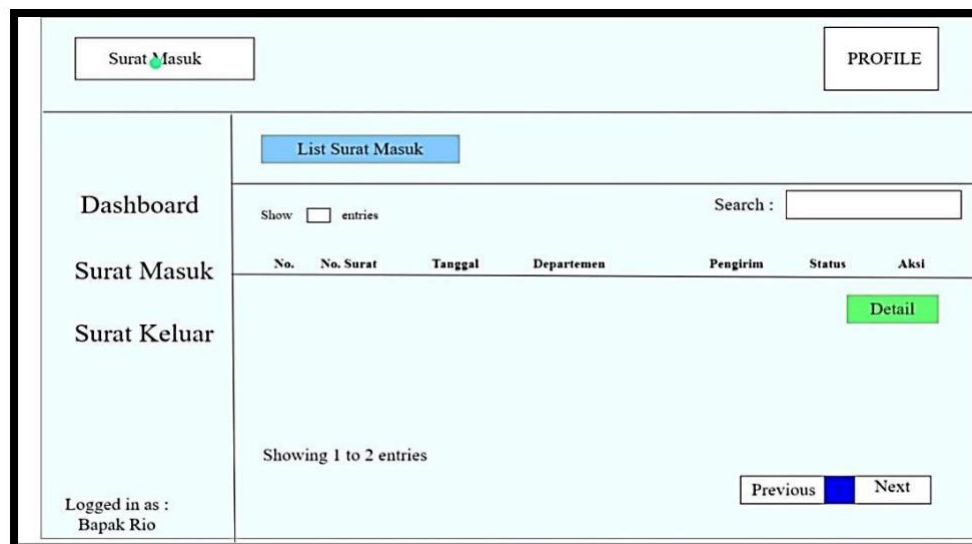 Surat Masuk
PROFILE
List Surat Masuk
Dashboard
Surat Masuk
Surat Keluar
Show entries
Search :
No. No. Surat Tanggal Departemen Pengirim Status Aksi
Detail
Showing 1 to 2 entries
Previous Next
Logged in as :
Bapak Rio